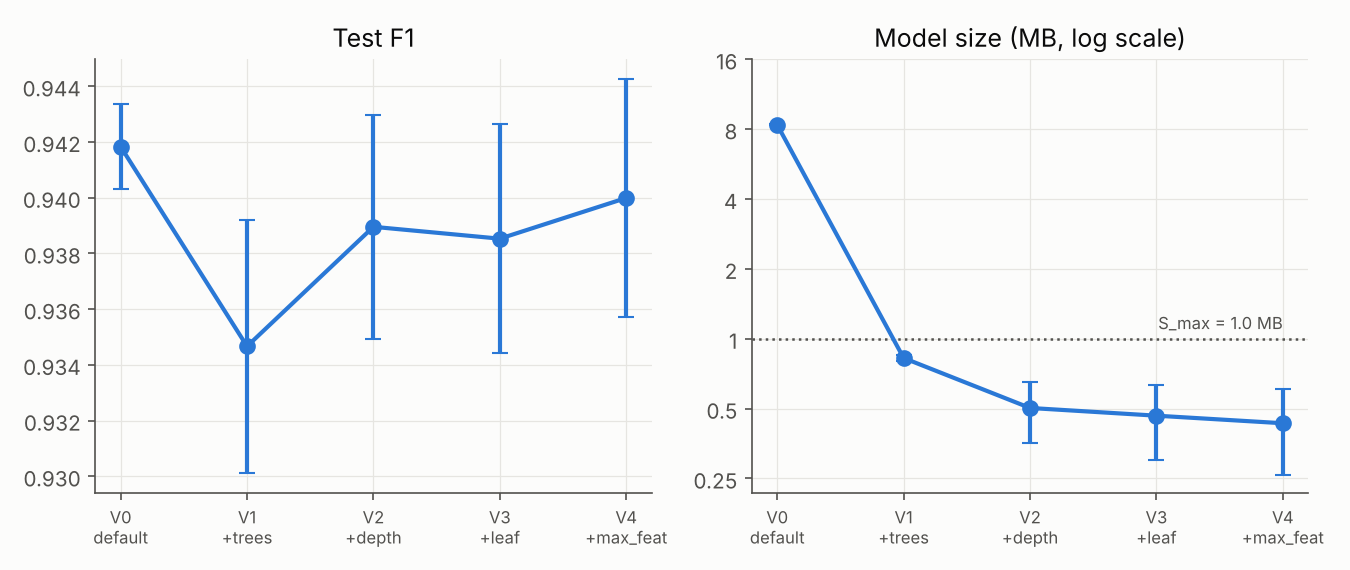 Test F1
0.944
0.942
0.940
0.938
0.936
0.934
0.932
0.930
V0
default
V1
+trees
V2
+depth
V3
+leaf
V4
+max_feat
Model size (MB, log scale)
16
8
4
2
1
0.5
0.25
S_max = 1.0 MB
V0
default
V1
+trees
V2
+depth
V3
+leaf
V4
+max_feat